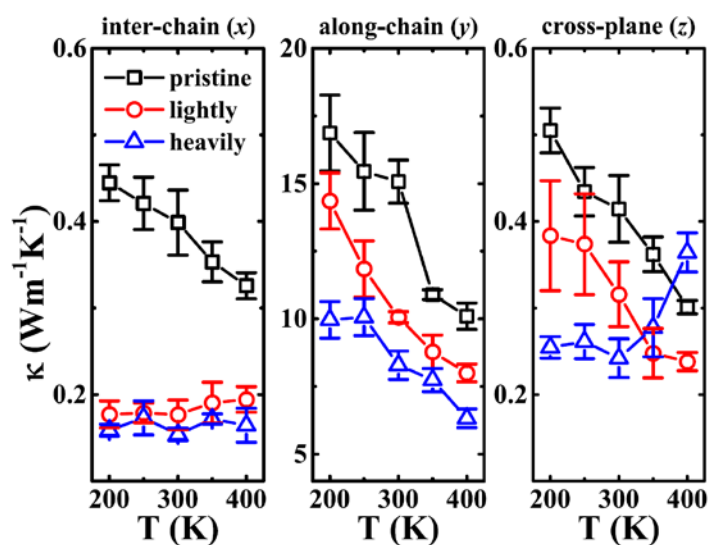 inter-chain (x)
along-chain (y)
cross-plane (z)
κ (Wm⁻¹K⁻¹)
0.6
0.4
0.2
pristine
lightly
heavily
20
15
10
5
0.6
0.4
0.2
200 300 400
200 300 400
200 300 400
T (K)
T (K)
T (K)